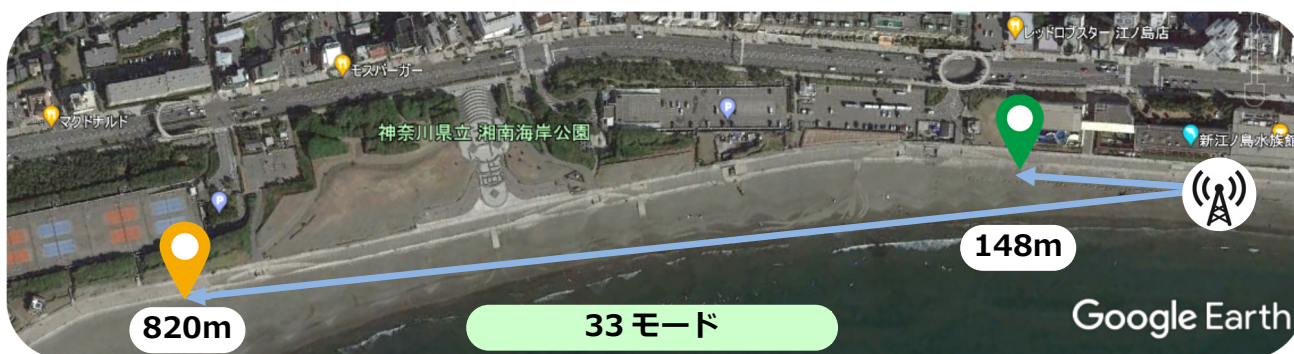 レッドロブスター 江ノ島店
モスバーガー
P
マクドナルド
神奈川県立 湘南海岸公園
新江ノ島水族館
P
148m
820m
33 モード
Google Earth